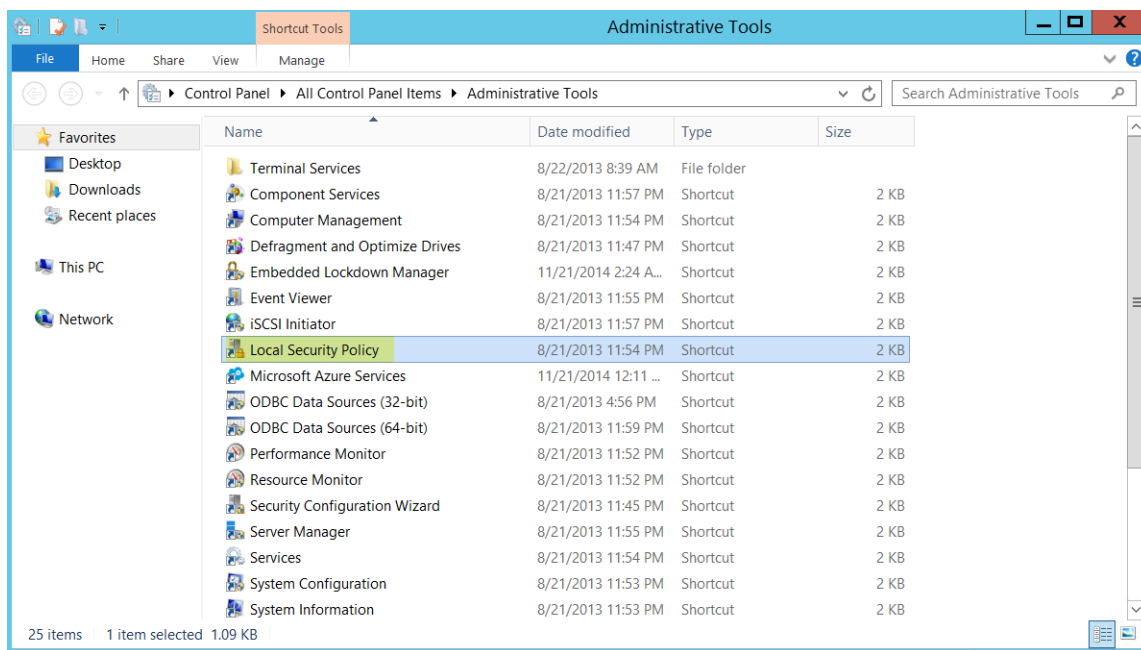 Shortcut Tools Administrative Tools
File Home Share View Manage
Control Panel All Control Panel Items Administrative Tools Search Administrative Tools
Favorites
Desktop
Downloads
Recent places
This PC
Network
Name Date modified Type Size
Terminal Services 8/22/2013 8:39 AM File folder
Component Services 8/21/2013 11:57 PM Shortcut 2 KB
Computer Management 8/21/2013 11:54 PM Shortcut 2 KB
Defragment and Optimize Drives 8/21/2013 11:47 PM Shortcut 2 KB
Embedded Lockdown Manager 11/21/2014 2:24 A... Shortcut 2 KB
Event Viewer 8/21/2013 11:55 PM Shortcut 2 KB
iSCSI Initiator 8/21/2013 11:57 PM Shortcut 2 KB
Local Security Policy 8/21/2013 11:54 PM Shortcut 2 KB
Microsoft Azure Services 11/21/2014 12:11 ... Shortcut 2 KB
ODBC Data Sources (32-bit) 8/21/2013 4:56 PM Shortcut 2 KB
ODBC Data Sources (64-bit) 8/21/2013 11:59 PM Shortcut 2 KB
Performance Monitor 8/21/2013 11:52 PM Shortcut 2 KB
Resource Monitor 8/21/2013 11:52 PM Shortcut 2 KB
Security Configuration Wizard 8/21/2013 11:45 PM Shortcut 2 KB
Server Manager 8/21/2013 11:55 PM Shortcut 2 KB
Services 8/21/2013 11:54 PM Shortcut 2 KB
System Configuration 8/21/2013 11:53 PM Shortcut 2 KB
System Information 8/21/2013 11:53 PM Shortcut 2 KB
25 items 1 item selected 1.09 KB